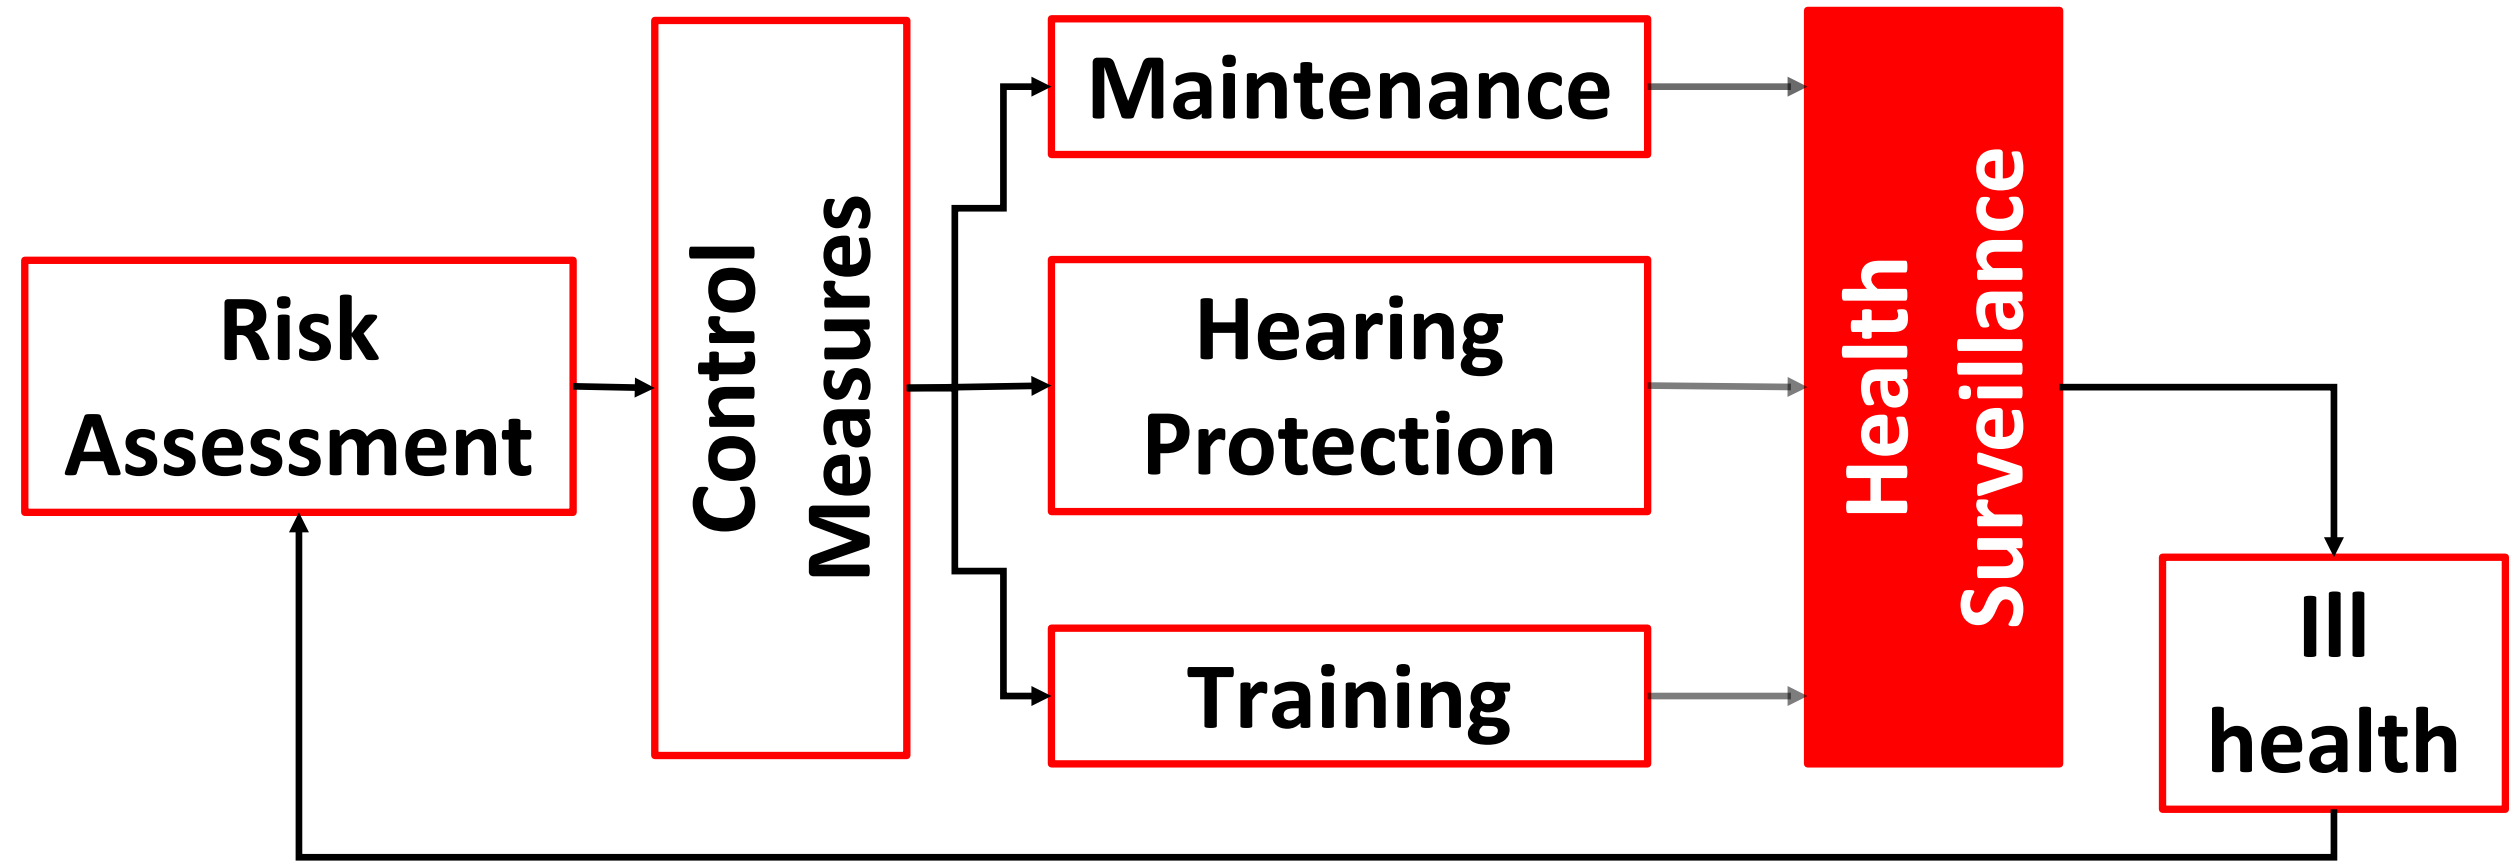 Risk
Assessment
Control
Measures
Maintenance
Hearing
Protection
Training
Health
Surveillance
Ill
health